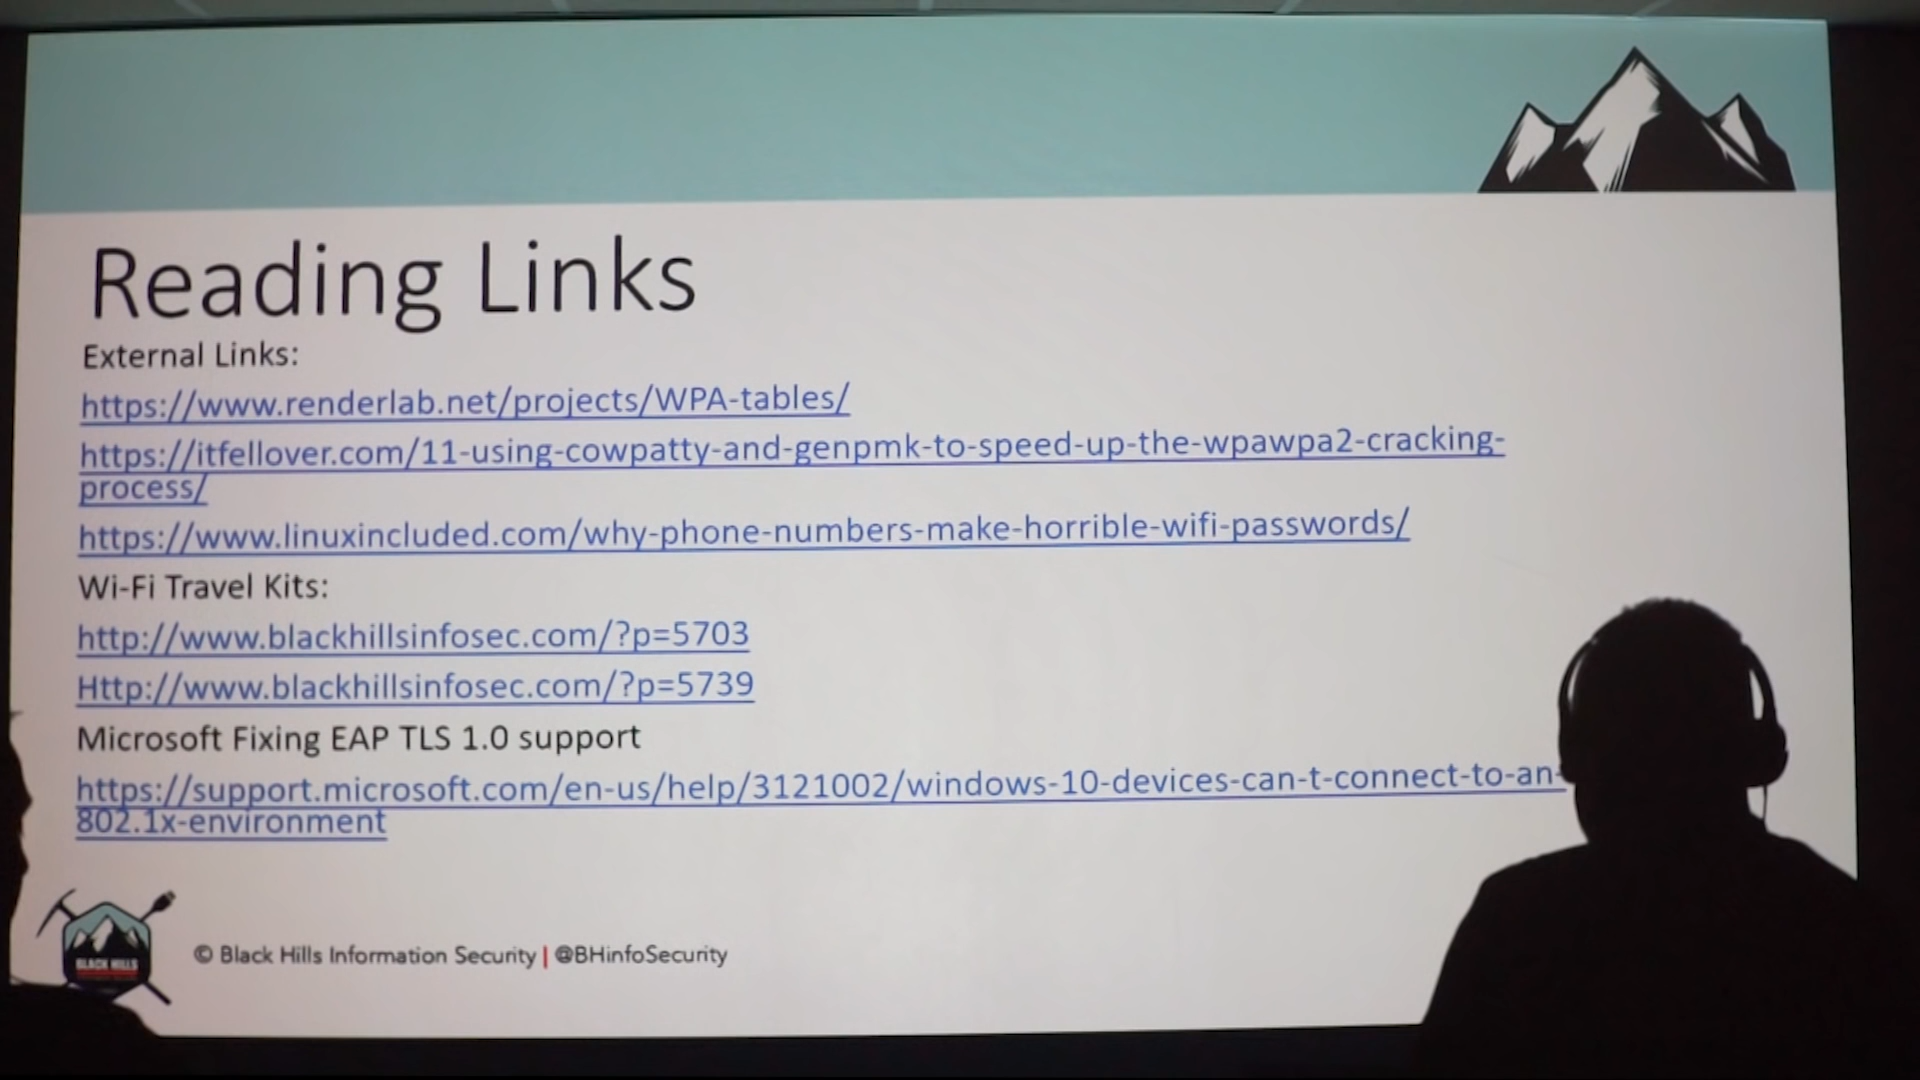 Reading Links
External Links:
https://www.renderlab.net/projects/WPA-tables/
https://itfellover.com/11-using-cowpatty-and-genpmk-to-speed-up-the-wpawpa2-cracking-
process/
https://www.linuxincluded.com/why-phone-numbers-make-horrible-wifi-passwords/
Wi-Fi Travel Kits:
http://www.blackhillsinfosec.com/?p=5703
Http://www.blackhillsinfosec.com/?p=5739
Microsoft Fixing EAP TLS 1.0 support
https://support.microsoft.com/en-us/help/3121002/windows-10-devices-can-t-connect-to-an-
802.1x-environment
BLACK HILLS
© Black Hills Information Security | @BHinfoSecurity